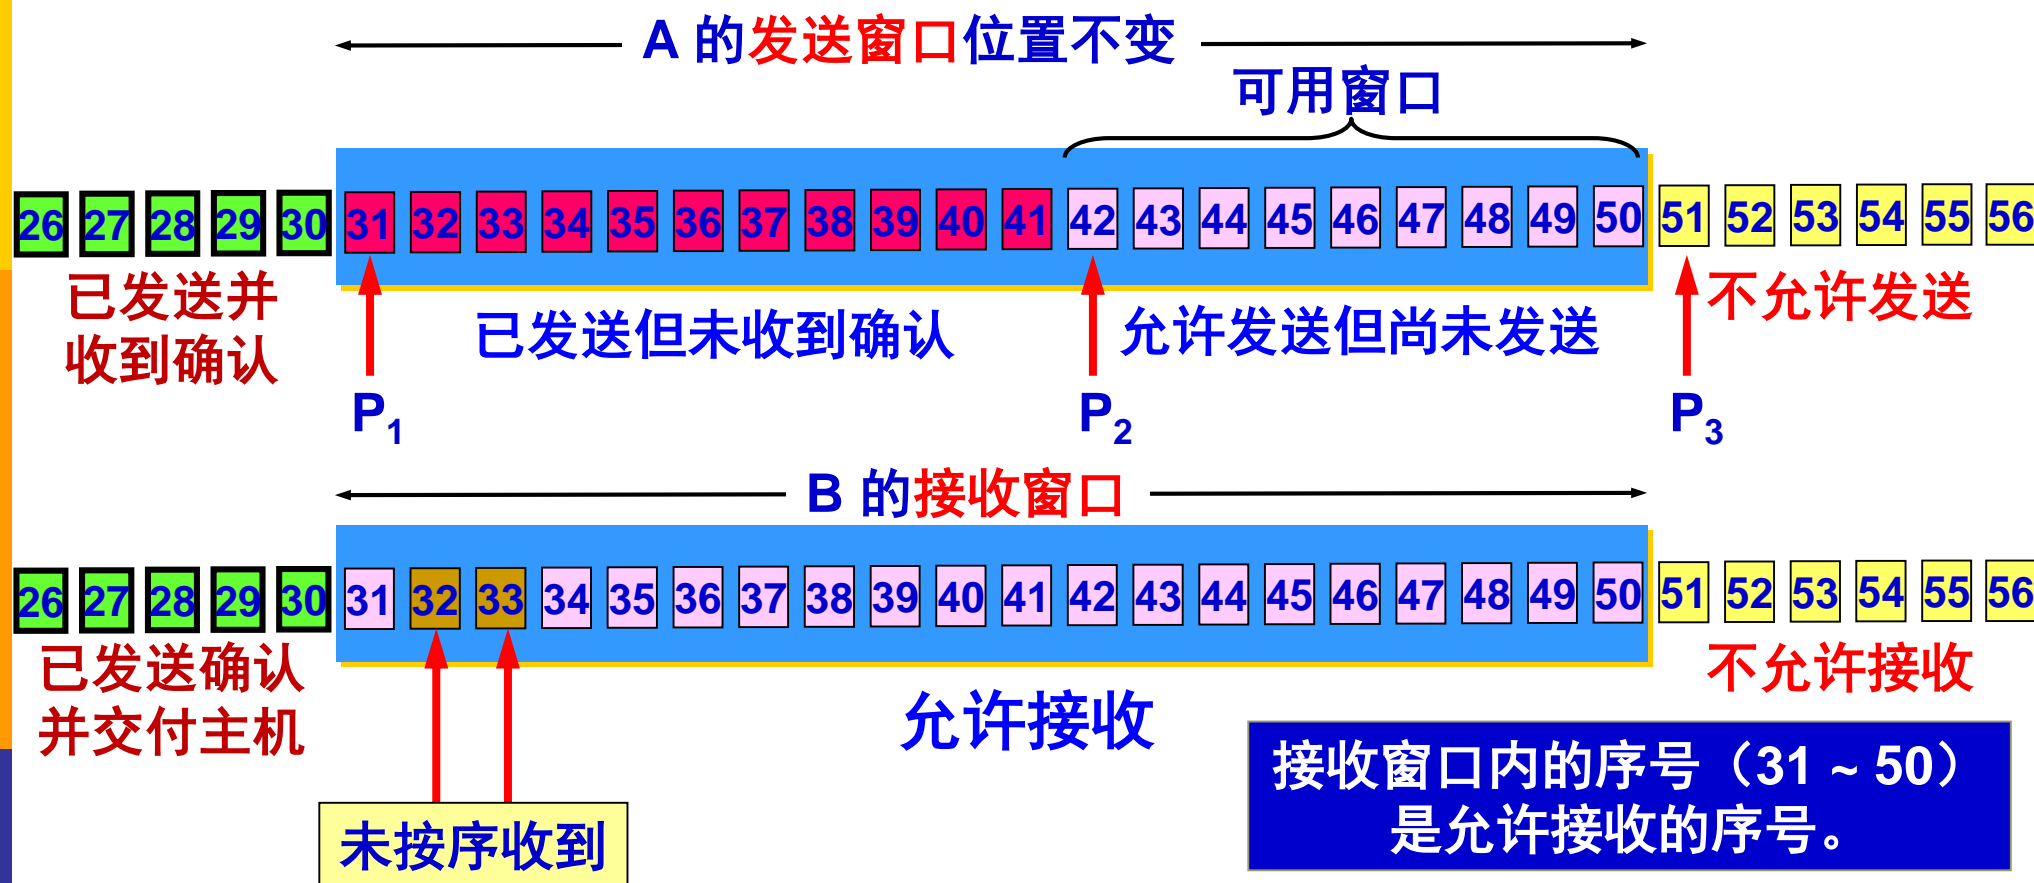 A 的发送窗口位置不变
可用窗口
26 27 28 29 30 31 32 33 34 35 36 37 38 39 40 41 42 43 44 45 46 47 48 49 50 51 52 53 54 55 56
已发送并
收到确认
已发送但未收到确认
允许发送但尚未发送
不允许发送
P1
P2
P3
B 的接收窗口
26 27 28 29 30 31 32 33 34 35 36 37 38 39 40 41 42 43 44 45 46 47 48 49 50 51 52 53 54 55 56
已发送确认
并交付主机
允许接收
不允许接收
未按序收到
接收窗口内的序号（31 ~ 50）
是允许接收的序号。